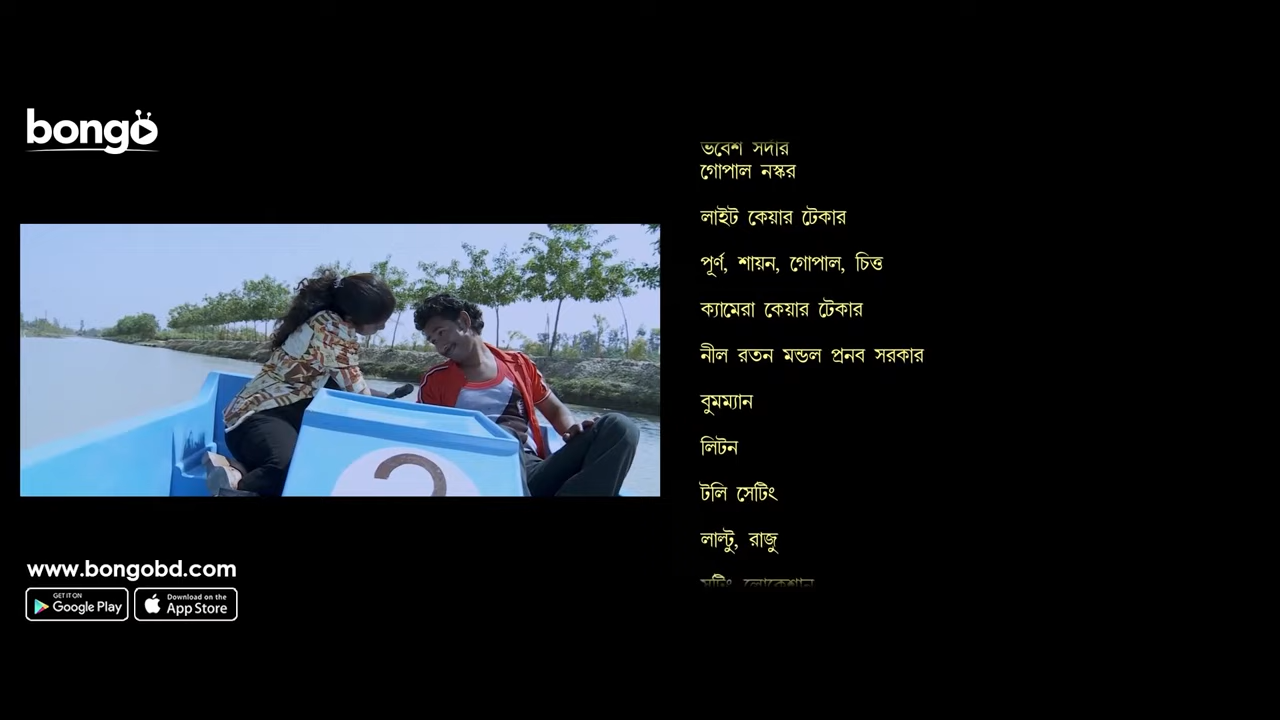 bongo
ভবেশ সর্দার
গোপাল নস্কর
লাইট কেয়ার টেকার
পূর্ণ, শায়ন, গোপাল, চিত্ত
ক্যামেরা কেয়ার টেকার
নীল রতন মন্ডল প্রনব সরকার
বুমম্যান
লিটন
টলি সেটিং
লাল্টু, রাজু
সুটিং লোকেশান
2
www.bongobd.com
GET IT ON
Google Play
Download on the
App Store